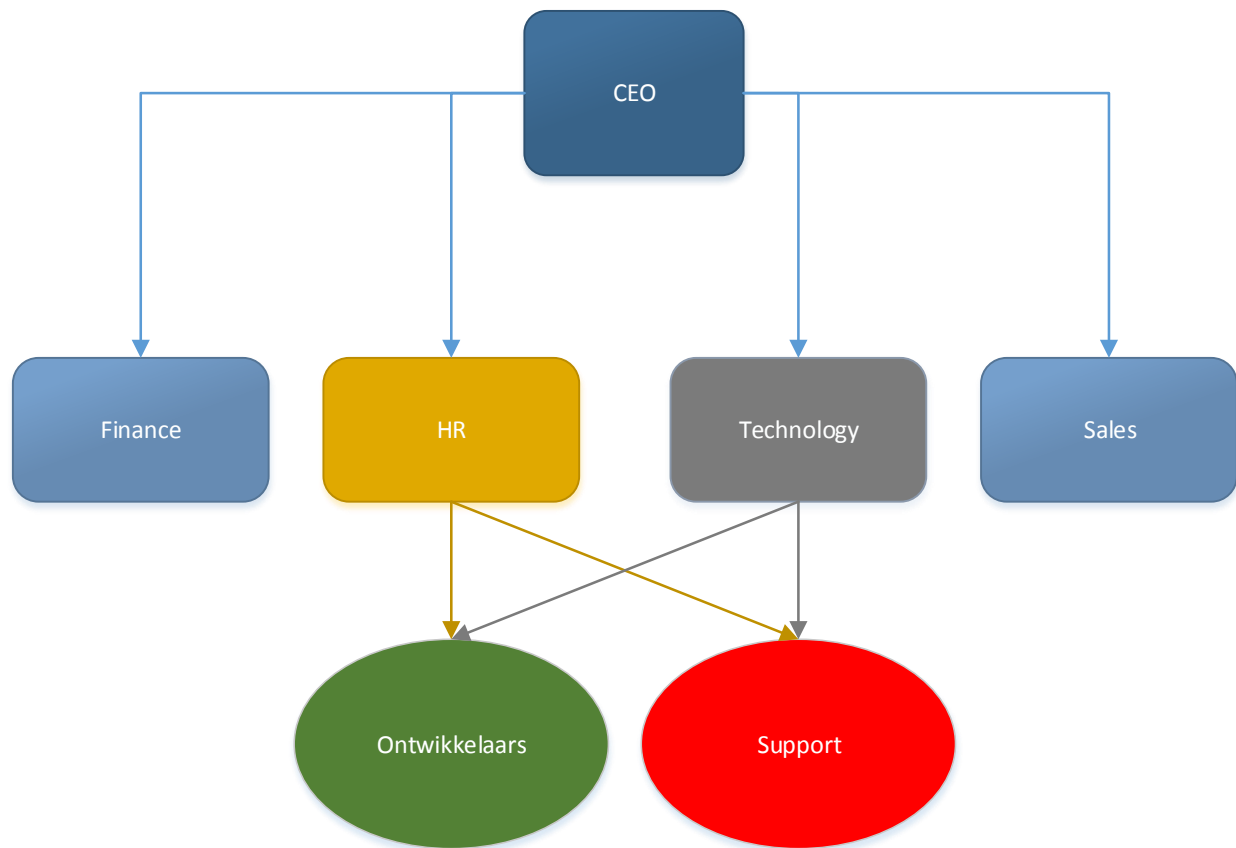 CEO
Finance
HR
Technology
Sales
Ontwikkelaars
Support